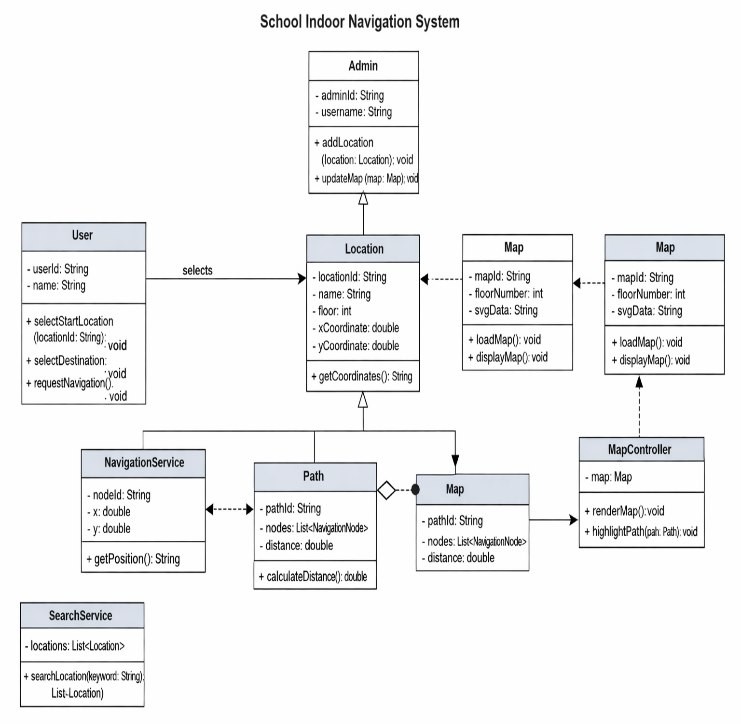 School Indoor Navigation System
Admin
- adminId: String
- username: String
+ addLocation
(location: Location): void
+ updateMap (map: Map): void
User
- userId: String
- name: String
+ selectStartLocation
(locationId: String):
: void
+ selectDestination:
: void
+ requestNavigation().
. void
selects
Location
- locationId: String
- name: String
- floor: int
- xCoordinate: double
- yCoordinate: double
+ getCoordinates(): String
Map
- mapId: String
- floorNumber: int
- svgData: String
+ loadMap(): void
+ displayMap(): void
Map
- mapId: String
- floorNumber: int
- svgData: String
+ loadMap(): void
+ displayMap(): void
NavigationService
- nodeId: String
- x: double
- y: double
+ getPosition(): String
Path
- pathId: String
- nodes: List<NavigationNode>
- distance: double
+ calculateDistance(): double
Map
- pathId: String
- nodes: List<NavigationNode>
- distance: double
MapController
- map: Map
+ renderMap():void
+ highlightPath(pah: Path): void
SearchService
- locations: List<Location>
+ searchLocation(keyword: String):
List-Location)